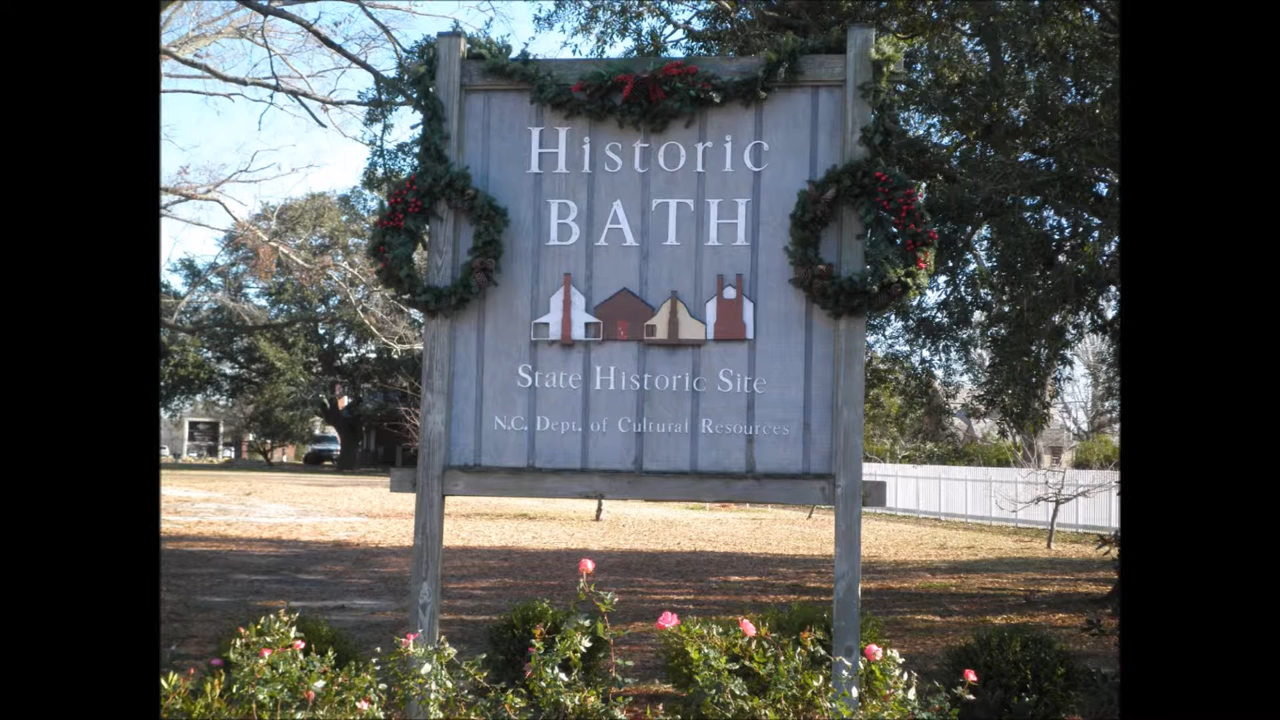 Historic
BATH
State Historic Site
N.C. Dept. of Cultural Resources